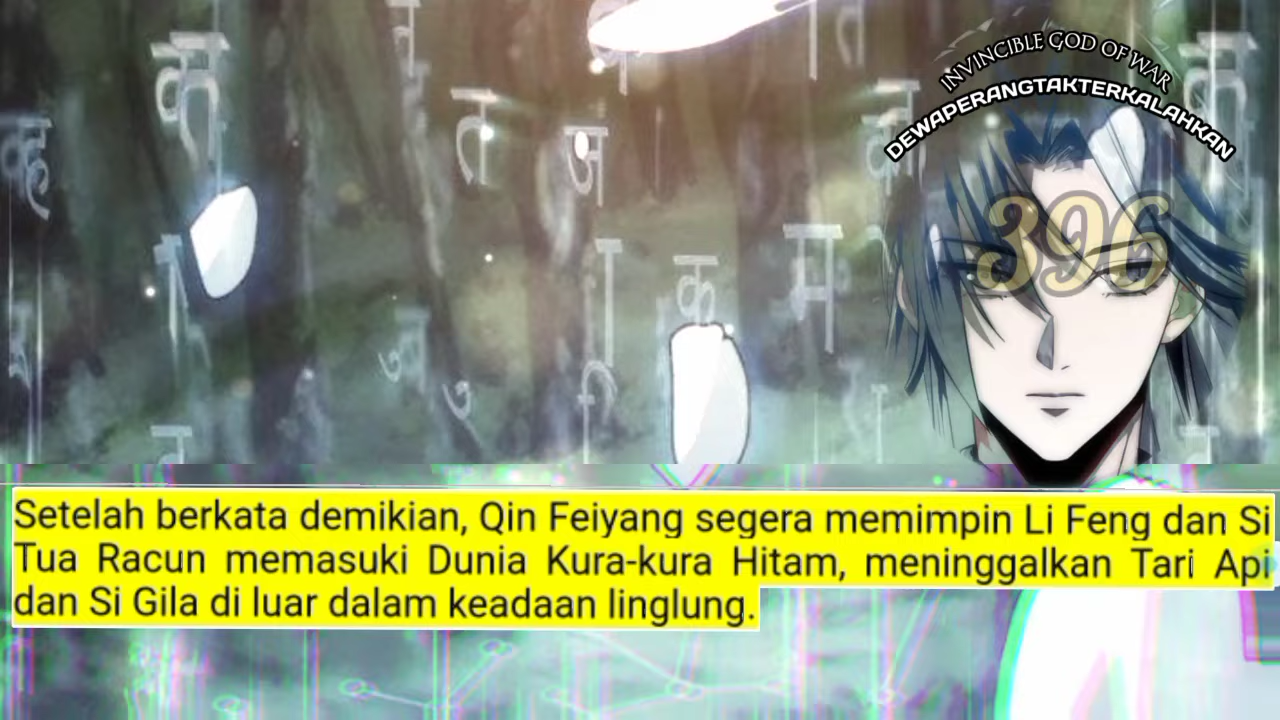 INVINCIBLE GOD OF WAR
DEWAPERANGTAKTERKALAHKAN
396
ह
क
त
स
क
म
Setelah berkata demikian, Qin Feiyang segera memimpin Li Feng dan Si
Tua Racun memasuki Dunia Kura-kura Hitam, meninggalkan Tari Api
dan Si Gila di luar dalam keadaan linglung.